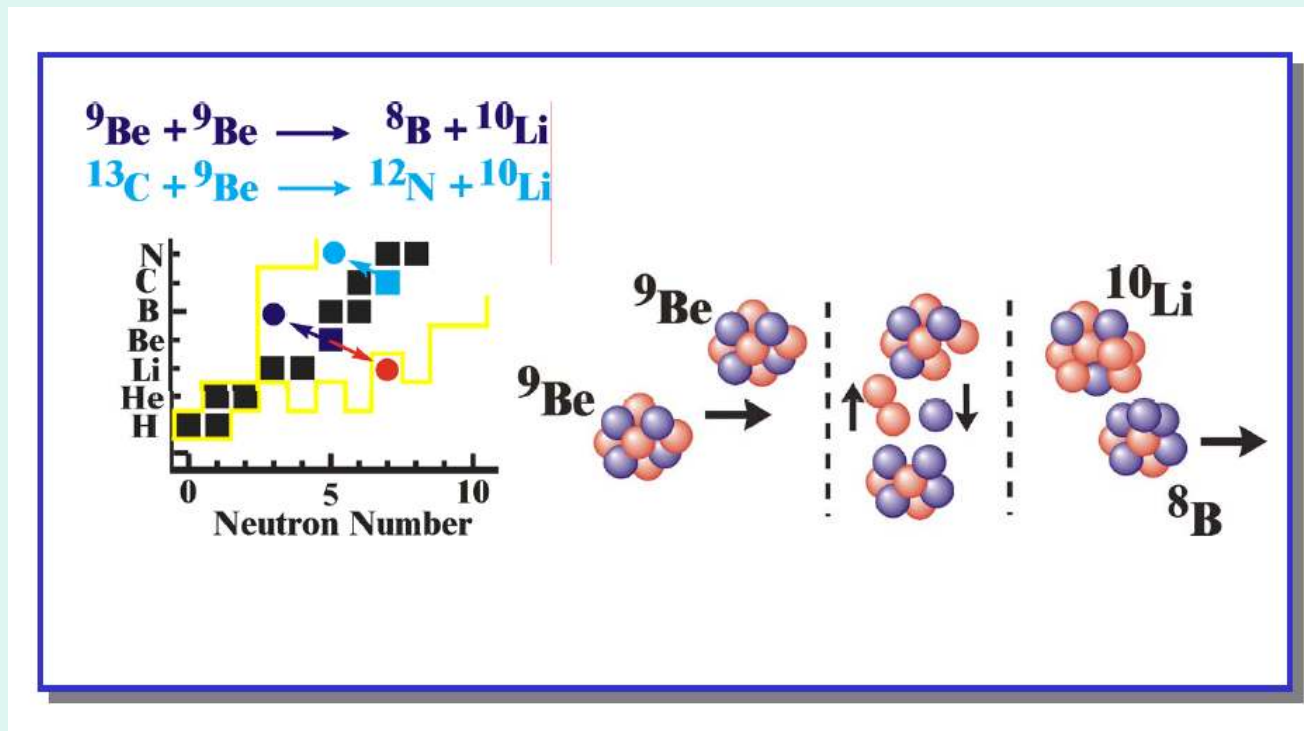 ⁹Be + ⁹Be → ⁸B + ¹⁰Li
¹³C + ⁹Be → ¹²N + ¹⁰Li
N
C
B
Be
Li
He
H
0 5 10
Neutron Number
⁹Be
⁹Be
¹⁰Li
⁸B